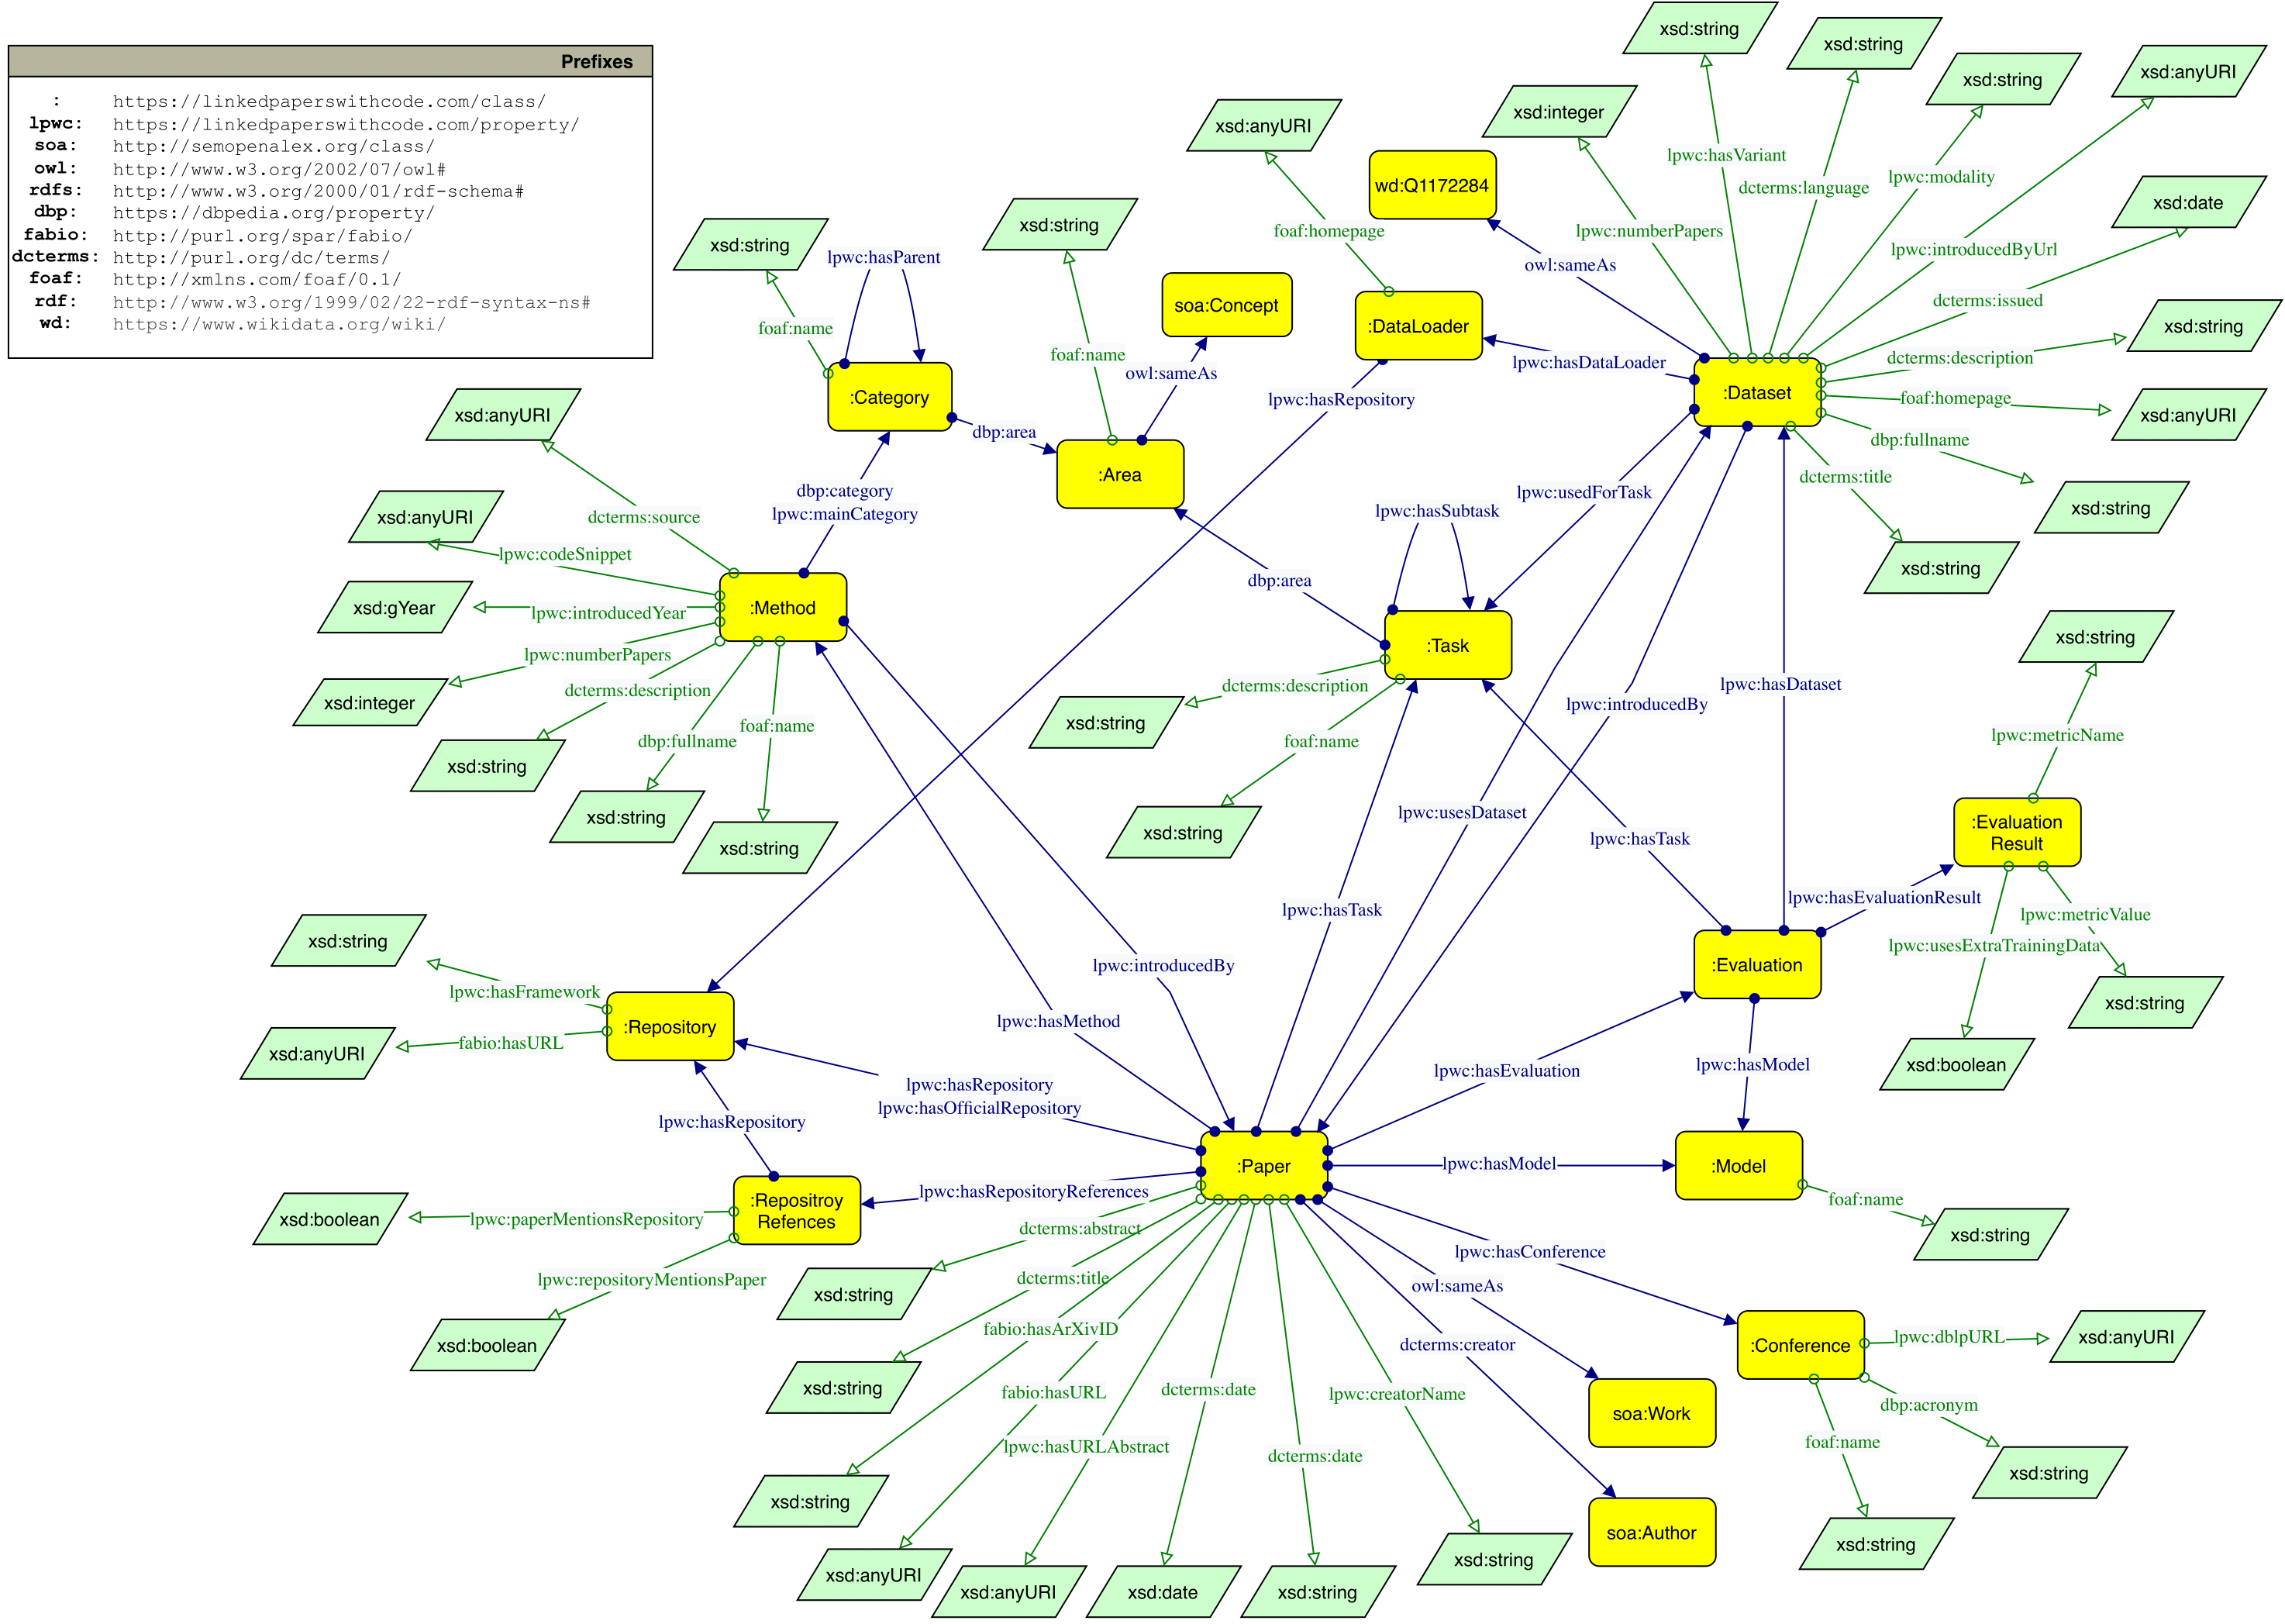 Prefixes
: https://linkedpaperswithcode.com/class/
lpwc: https://linkedpaperswithcode.com/property/
soa: http://semopenalex.org/class/
owl: http://www.w3.org/2002/07/owl#
rdfs: http://www.w3.org/2000/01/rdf-schema#
dbp: https://dbpedia.org/property/
fabio: http://purl.org/spar/fabio/
dcterms: http://purl.org/dc/terms/
foaf: http://xmlns.com/foaf/0.1/
rdf: http://www.w3.org/1999/02/22-rdf-syntax-ns#
wd: https://www.wikidata.org/wiki/
xsd:string
xsd:string
xsd:string
xsd:anyURI
xsd:integer
xsd:anyURI
lpwc:hasVariant
dcterms:language
lpwc:modality
wd:Q1172284
xsd:date
xsd:string
xsd:string
foaf:homepage
lpwc:numberPapers
lpwc:introducedByUrl
lpwc:hasParent
owl:sameAs
dcterms:issued
soa:Concept
:DataLoader
xsd:string
foaf:name
foaf:name
owl:sameAs
lpwc:hasDataLoader
dcterms:description
:Category
lpwc:hasRepository
:Dataset
foaf:homepage
xsd:anyURI
xsd:anyURI
dbp:area
dbp:fullname
:Area
dcterms:title
dbp:category
lpwc:mainCategory
lpwc:usedForTask
xsd:string
xsd:anyURI
dcterms:source
lpwc:hasSubtask
lpwc:codeSnippet
xsd:string
dbp:area
xsd:gYear
lpwc:introducedYear
:Method
:Task
xsd:string
lpwc:numberPapers
dcterms:description
dcterms:description
lpwc:hasDataset
xsd:integer
lpwc:introducedBy
xsd:string
foaf:name
dbp:fullname
foaf:name
lpwc:metricName
xsd:string
xsd:string
xsd:string
xsd:string
lpwc:usesDataset
lpwc:hasTask
:Evaluation
Result
lpwc:hasTask
lpwc:hasEvaluationResult
lpwc:metricValue
xsd:string
lpwc:usesExtraTrainingData
lpwc:introducedBy
:Evaluation
lpwc:hasFramework
xsd:string
lpwc:hasMethod
:Repository
fabio:hasURL
xsd:anyURI
lpwc:hasModel
xsd:boolean
lpwc:hasEvaluation
lpwc:hasRepository
lpwc:hasOfficialRepository
lpwc:hasRepository
:Paper
lpwc:hasModel
:Model
lpwc:hasRepositoryReferences
:Repositroy
Refences
foaf:name
xsd:boolean
lpwc:paperMentionsRepository
dcterms:abstract
xsd:string
lpwc:hasConference
lpwc:repositoryMentionsPaper
dcterms:title
owl:sameAs
xsd:string
fabio:hasArXivID
xsd:boolean
dcterms:creator
:Conference
lpwc:dblpURL
xsd:anyURI
xsd:string
fabio:hasURL
dcterms:date
lpwc:creatorName
dbp:acronym
soa:Work
lpwc:hasURLAbstract
dcterms:date
foaf:name
xsd:string
xsd:string
soa:Author
xsd:string
xsd:string
xsd:anyURI
xsd:anyURI
xsd:date
xsd:string